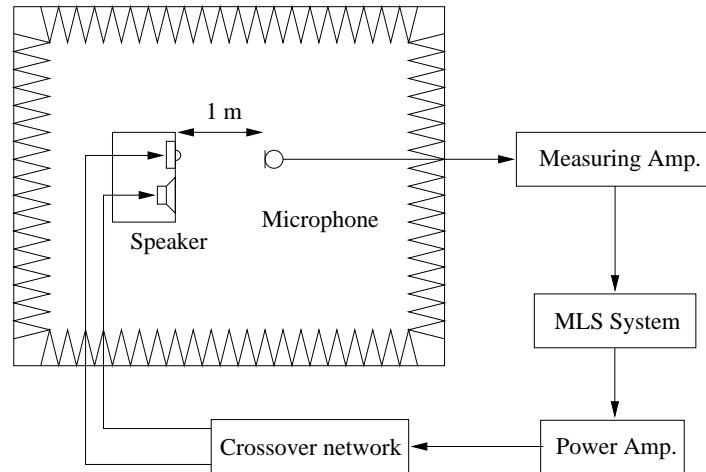 1 m
Measuring Amp.
Microphone
Speaker
MLS System
Crossover network
Power Amp.